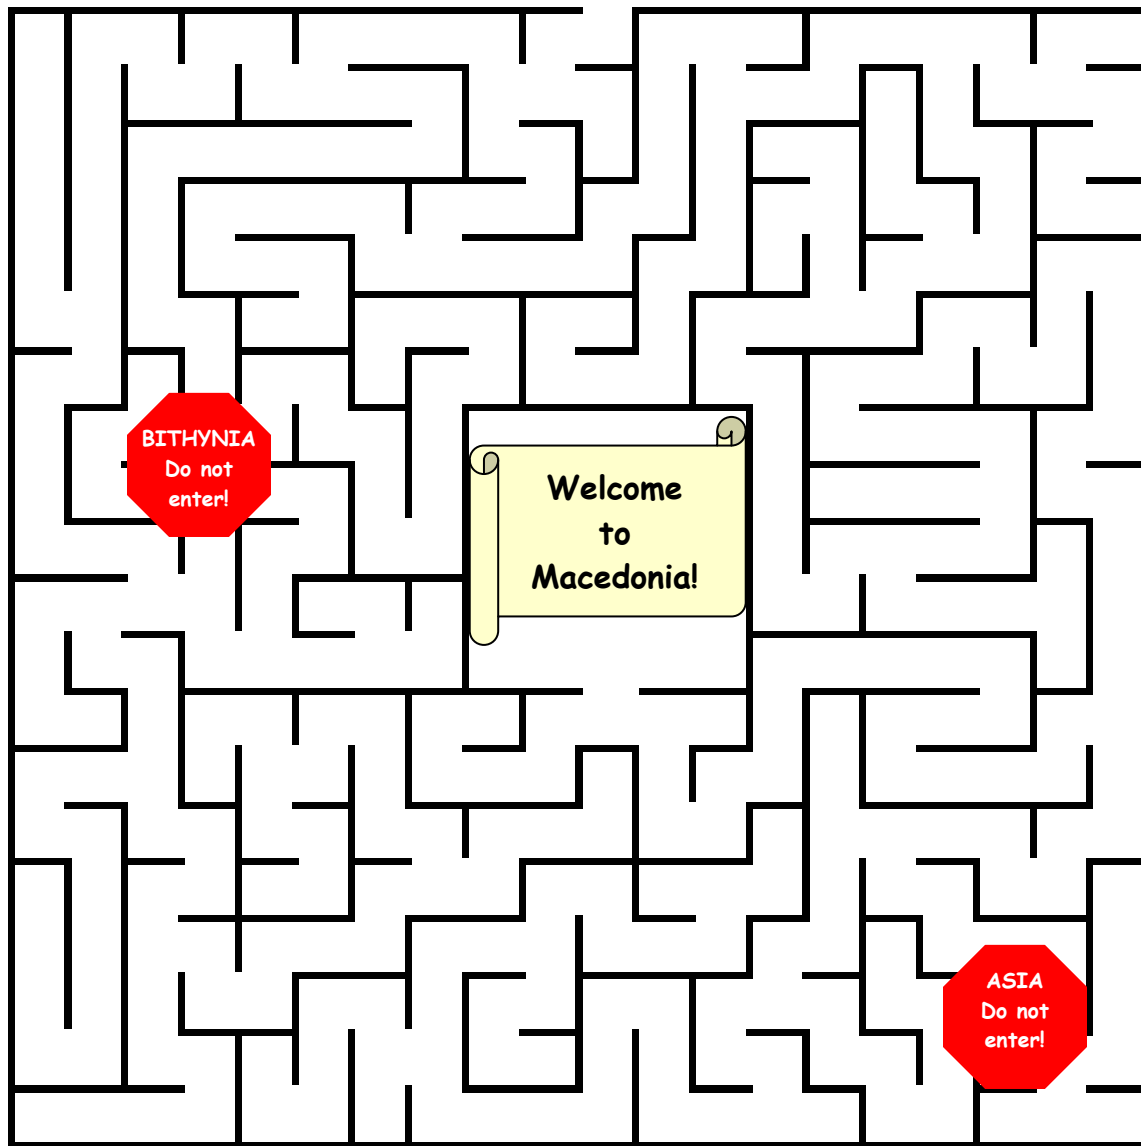 BITHYNIA
Do not
enter!
Welcome
to
Macedonia!
ASIA
Do not
enter!